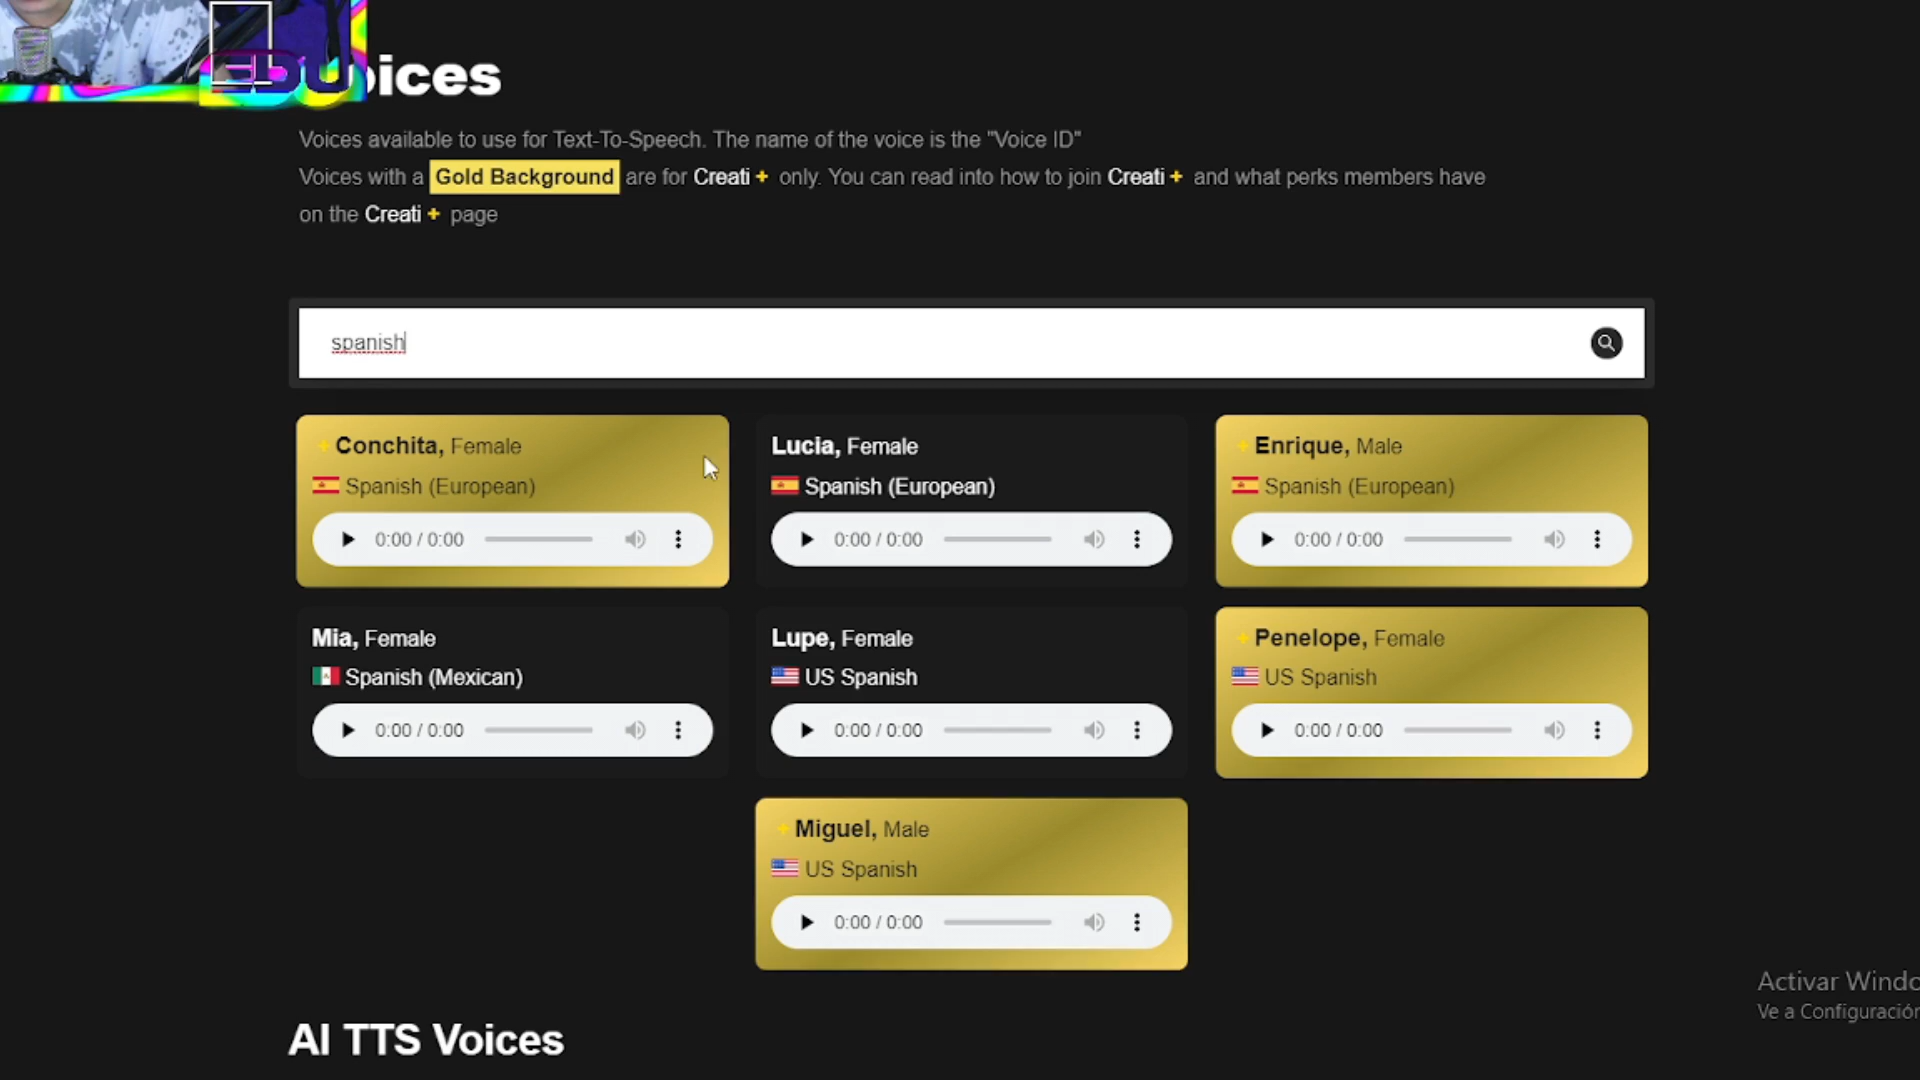 EDU
oices
Voices available to use for Text-To-Speech. The name of the voice is the "Voice ID"
Voices with a Gold Background are for Creati + only. You can read into how to join Creati + and what perks members have
on the Creati + page
spanish
+ Conchita, Female
Spanish (European)
0:00 / 0:00
Lucia, Female
Spanish (European)
0:00 / 0:00
+ Enrique, Male
Spanish (European)
0:00 / 0:00
Mia, Female
Spanish (Mexican)
0:00 / 0:00
Lupe, Female
US Spanish
0:00 / 0:00
+ Penelope, Female
US Spanish
0:00 / 0:00
+ Miguel, Male
US Spanish
0:00 / 0:00
AI TTS Voices
Activar Windo
Ve a Configuración